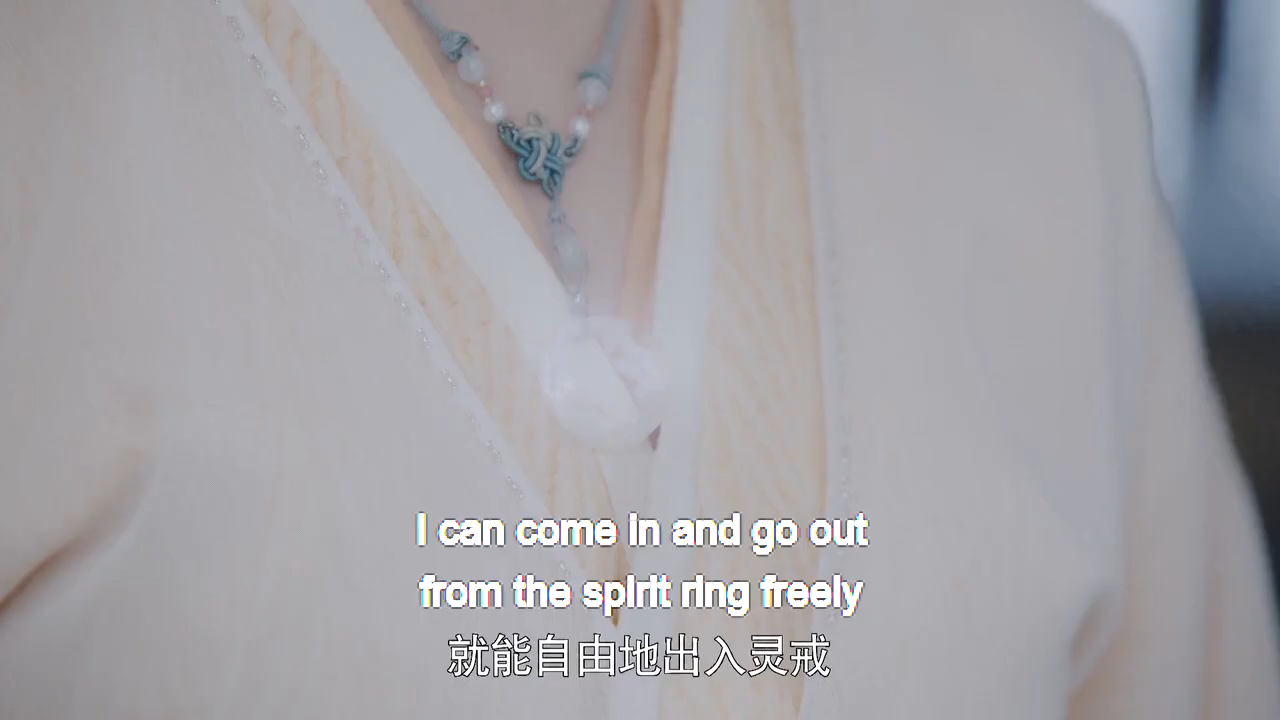 I can come in and go out
from the spirit ring freely
就能自由地出入灵戒